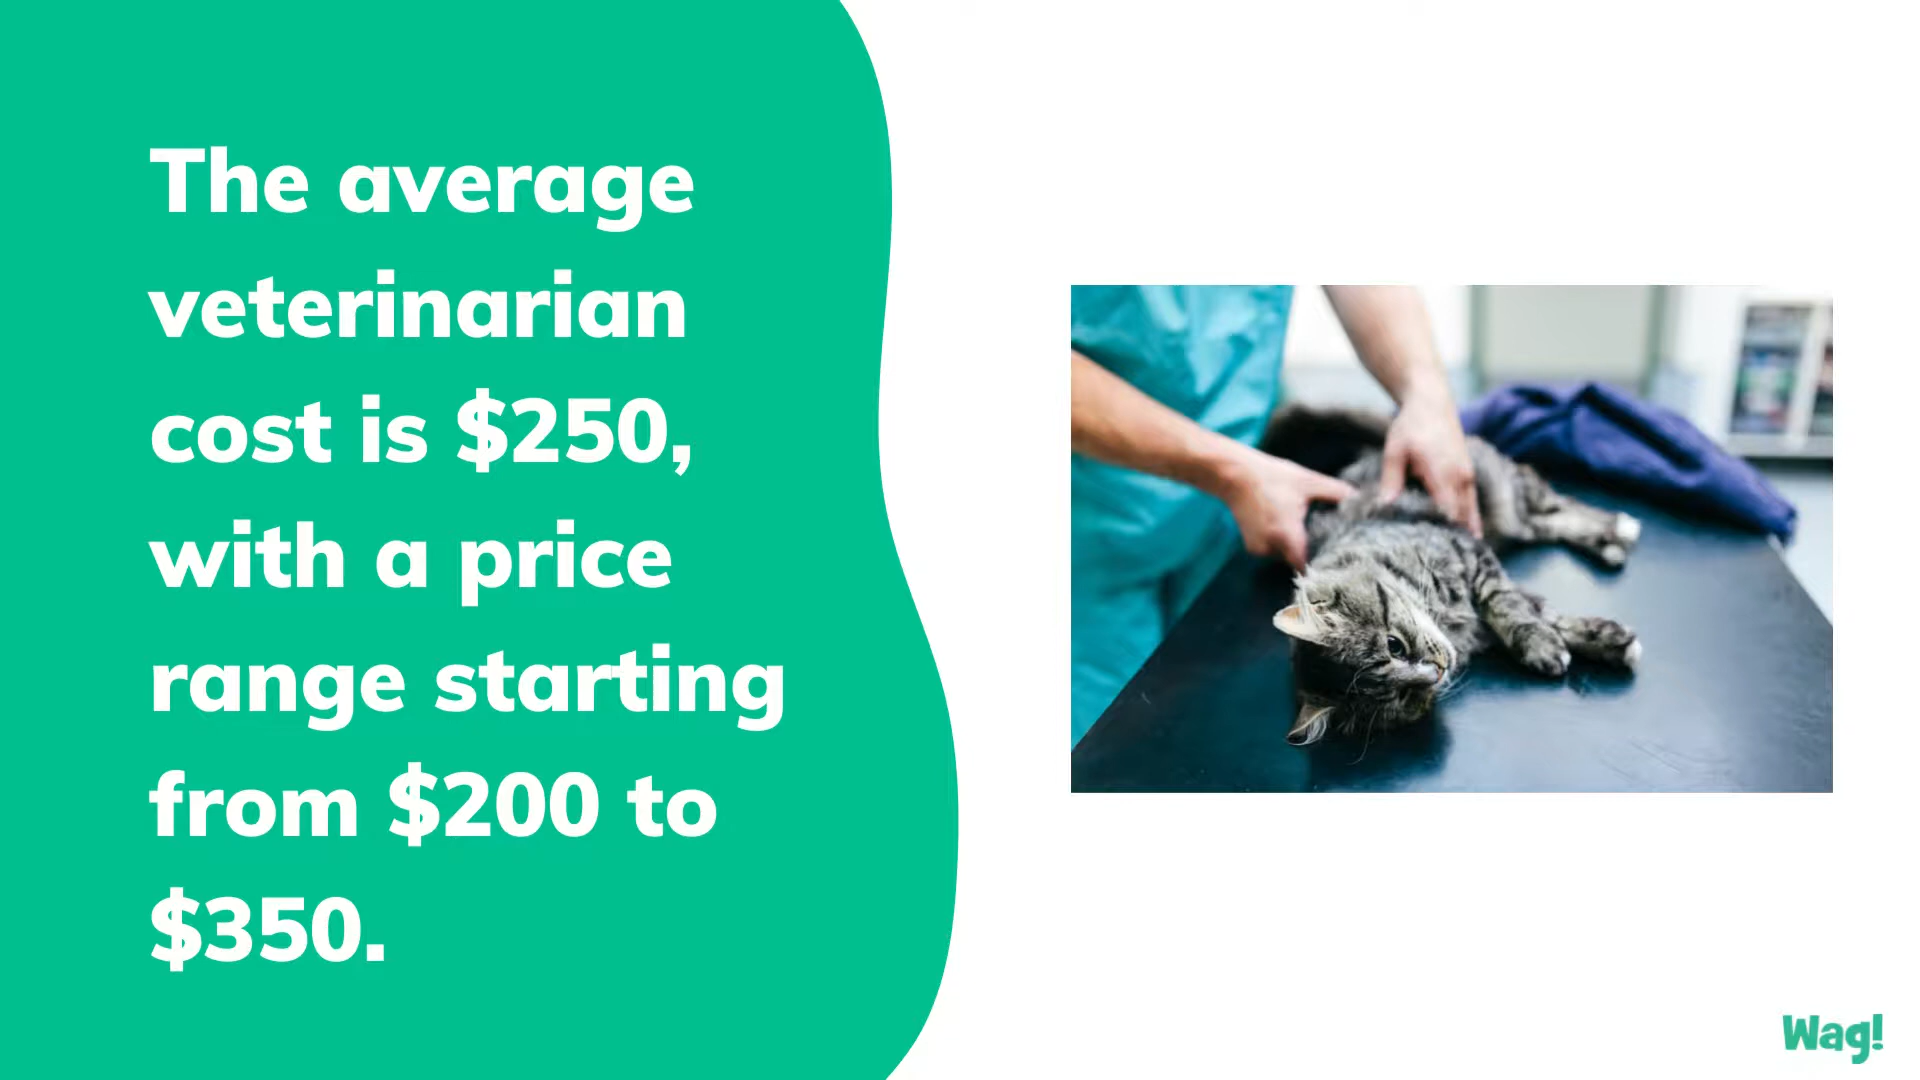 The average
veterinarian
cost is $250,
with a price
range starting
from $200 to
$350.
Wag!